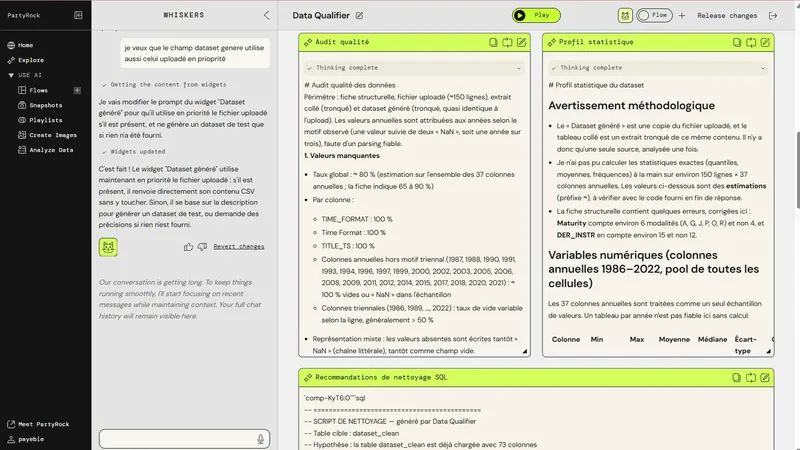 PartyRock
Home
Explore
USE AI
Flows
Snapshots
Playlists
Create Images
Analyze Data
Meet PartyRock
payebie
WHISKERS
je veux que le champ dataset genere utilise
aussi celui uploadé en prioprité
Getting the content from widgets
Je vais modifier le prompt du widget "Dataset
généré" pour qu'il utilise en priorité le fichier uploadé
s'il est présent, et ne génère un dataset de test que
si rien n'a été fourni.
Widgets updated
C'est fait ! Le widget "Dataset généré" utilise
maintenant en priorité le fichier uploadé : s'il est
présent, il renvoie directement son contenu CSV
sans y toucher. Sinon, il se base sur la description
pour générer un dataset de test, ou demande des
précisions si rien n'est fourni.
Revert changes
Our conversation is getting long. To keep things
running smoothly, I'll start focusing on recent
messages while maintaining context. Your full chat
history will remain visible here.
Data Qualifier
Play
Flow
Release changes
Audit qualité
Thinking complete
# Audit qualité des données
Périmètre : fiche structurelle, fichier uploadé (≈150 lignes), extrait
collé (tronqué) et dataset généré (tronqué, quasi identique à
l'upload). Les valeurs annuelles sont attribuées aux années selon le
motif observé (une valeur suivie de deux « NaN », soit une année sur
trois), faute d'un parsing fiable.
1. Valeurs manquantes
• Taux global : ≈ 80 % (estimation sur l'ensemble des 37 colonnes
annuelles ; la fiche indique 65 à 90 %)
• Par colonne :
TIME_FORMAT : 100 %
Time Format : 100 %
TITLE_TS : 100 %
Colonnes annuelles hors motif triennal (1987, 1988, 1990, 1991,
1993, 1994, 1996, 1997, 1999, 2000, 2002, 2003, 2005, 2006,
2008, 2009, 2011, 2012, 2014, 2015, 2017, 2018, 2020, 2021) : ≈
100 % vides ou « NaN » dans l'échantillon
Colonnes triennales (1986, 1989, …, 2022) : taux de vide variable
selon la ligne, généralement > 50 %
• Représentation mixte : les valeurs absentes sont écrites tantôt «
NaN » (chaîne littérale), tantôt comme champ vide.
Profil statistique
Thinking complete
# Profil statistique du dataset
Avertissement méthodologique
• Le « Dataset généré » est une copie du fichier uploadé, et le
tableau collé est un extrait tronqué de ce même contenu. Il n'y a
donc qu'une seule source, analysée une fois.
• Je n'ai pas pu calculer les statistiques exactes (quantiles,
moyennes, fréquences) à la main sur environ 150 lignes × 37
colonnes annuelles. Les valeurs ci-dessous sont des estimations
(préfixe ≈), à vérifier avec le code fourni en fin de réponse.
• La fiche structurelle contient quelques erreurs, corrigées ici :
Maturity compte environ 6 modalités (A, G, J, P, O, R) et non 4, et
DER_INSTR en compte environ 15 et non 12.
Variables numériques (colonnes
annuelles 1986–2022, pool de toutes les
cellules)
Les 37 colonnes annuelles sont traitées comme un seul échantillon
de valeurs. Un tableau par année n'est pas fiable ici sans calcul.
Colonne Min Max Moyenne Médiane Écart-
type
Recommandations de nettoyage SQL
`comp-KyT6:0```sql
-- ============================================
-- SCRIPT DE NETTOYAGE — généré par Data Qualifier
-- Table cible : dataset_clean
-- Hypothèse : la table dataset_clean est déjà chargée avec 73 colonnes